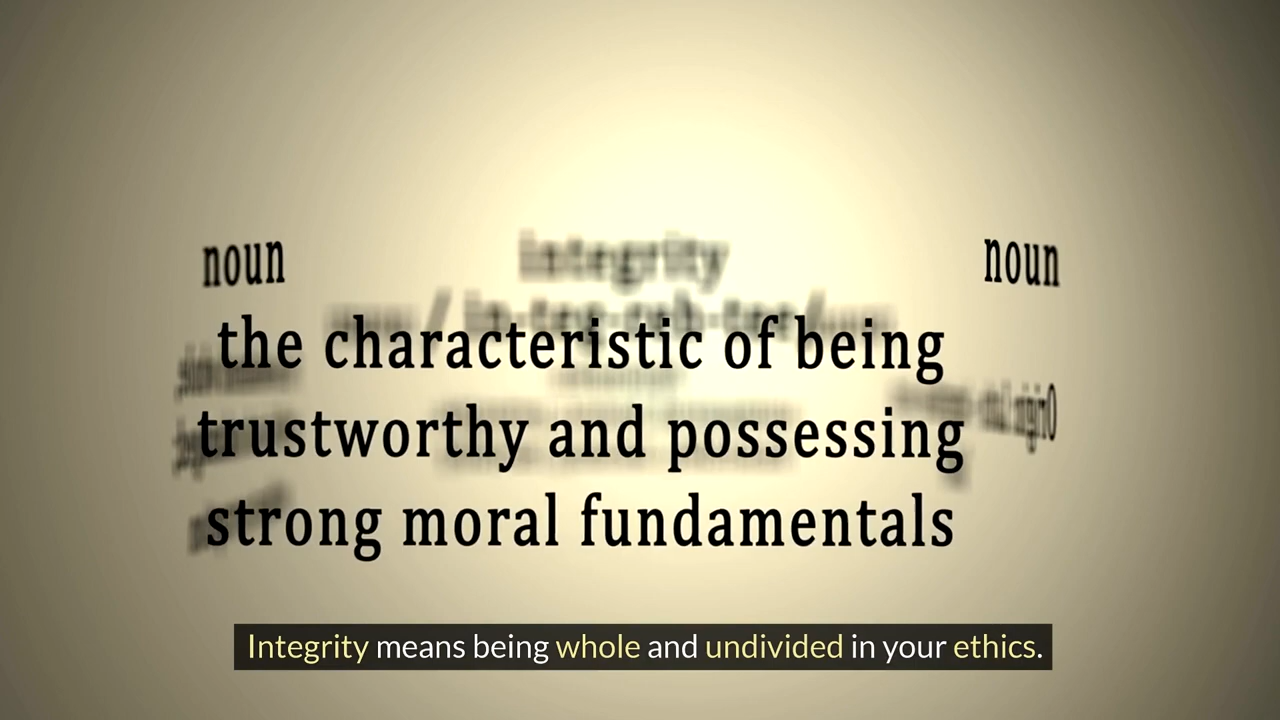 noun
Integrity
noun
the characteristic of being
trustworthy and possessing
strong moral fundamentals
Integrity means being whole and undivided in your ethics.